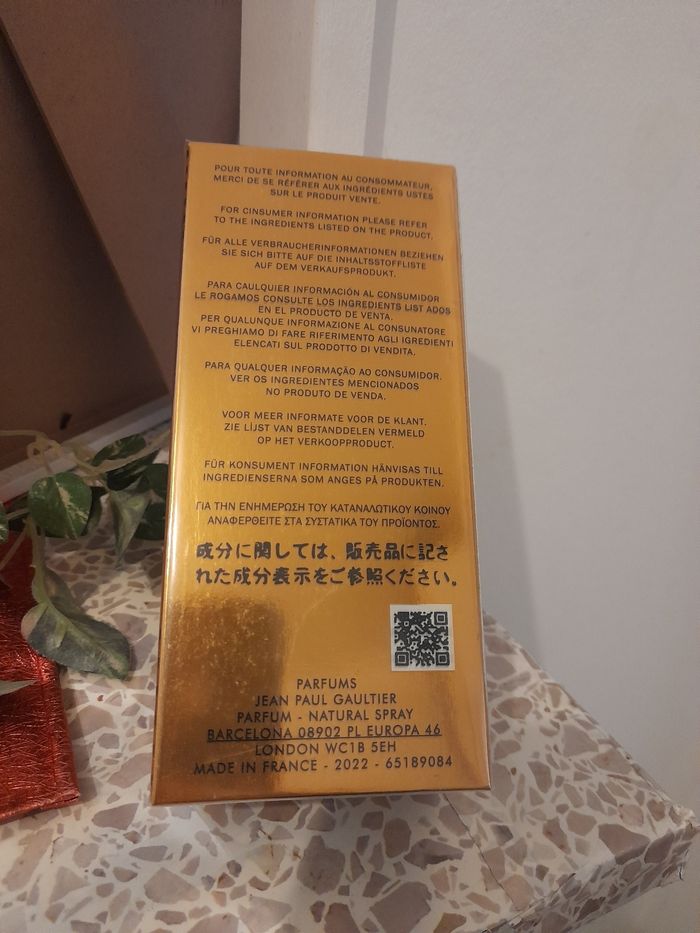 POUR TOUTE INFORMATION AU CONSOMMATEUR,
MERCI DE SE RÉFÉRER AUX INGRÉDIENTS USTES
SUR LE PRODUIT VENTE.
FOR CINSUMER INFORMATION PLEASE REFER
TO THE INGREDIENTS LISTED ON THE PRODUCT.
FÜR ALLE VERBRAUCHERINFORMATIONEN BEZIEHEN
SIE SICH BITTE AUF DIE INHALTSSTOFFLISTE
AUF DEM VERKAUFSPRODUKT.
PARA CAULQUIER INFORMACIÓN AL CONSUMIDOR
LE ROGAMOS CONSULTE LOS INGREDIENTS LIST ADOS
EN EL PRODUCTO DE VENTA.
PER QUALUNQUE INFORMAZIONE AL CONSUNATORE
VI PREGHIAMO DI FARE RIFERIMENTO AGLI IGREDIENTI
ELENCATI SUL PRODOTTO DI VENDITA.
PARA QUALQUER INFORMAÇÃO AO CONSUMIDOR.
VER OS INGREDIENTES MENCIONADOS
NO PRODUTO DE VENDA.
VOOR MEER INFORMATE VOOR DE KLANT.
ZIE LIJST VAN BESTANDDELEN VERMELD
OP HET VERKOOPPRODUCT.
FÜR KONSUMENT INFORMATION HÄNVISAS TILL
INGREDIENSERNA SOM ANGES PÅ PRODUKTEN.
ΓΙΑ ΤΗΝ ΕΝΗΜΕΡΩΣΗ ΤΟΥ ΚΑΤΑΝΑΛΩΤΙΚΟΥ ΚΟΙΝΟΥ
ΑΝΑΦΕΡΘΕΙΤΕ ΣΤΑ ΣΥΣΤΑΤΙΚΑ ΤΟΥ ΠΡΟΪΟΝΤΟΣ.
成分に関しては、販売品に記さ
れた成分表示をご参照ください。
PARFUMS
JEAN PAUL GAULTIER
PARFUM - NATURAL SPRAY
BARCELONA 08902 PL EUROPA 46
LONDON WC1B 5EH
MADE IN FRANCE - 2022 - 65189084